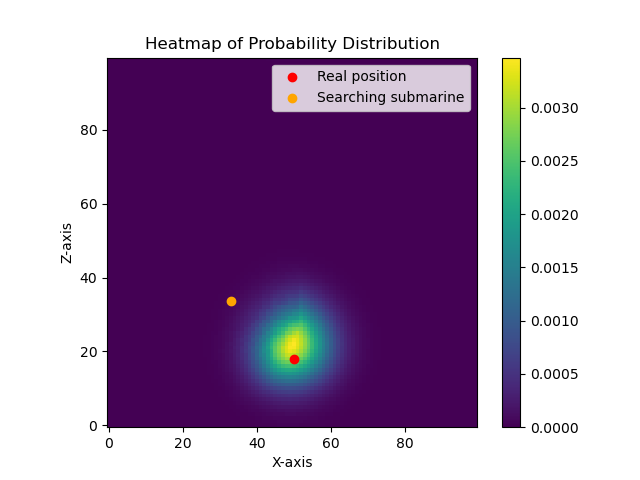 Heatmap of Probability Distribution
Real position
Searching submarine
Z-axis
80
60
40
20
0
0 20 40 60 80
X-axis
0.0030
0.0025
0.0020
0.0015
0.0010
0.0005
0.0000